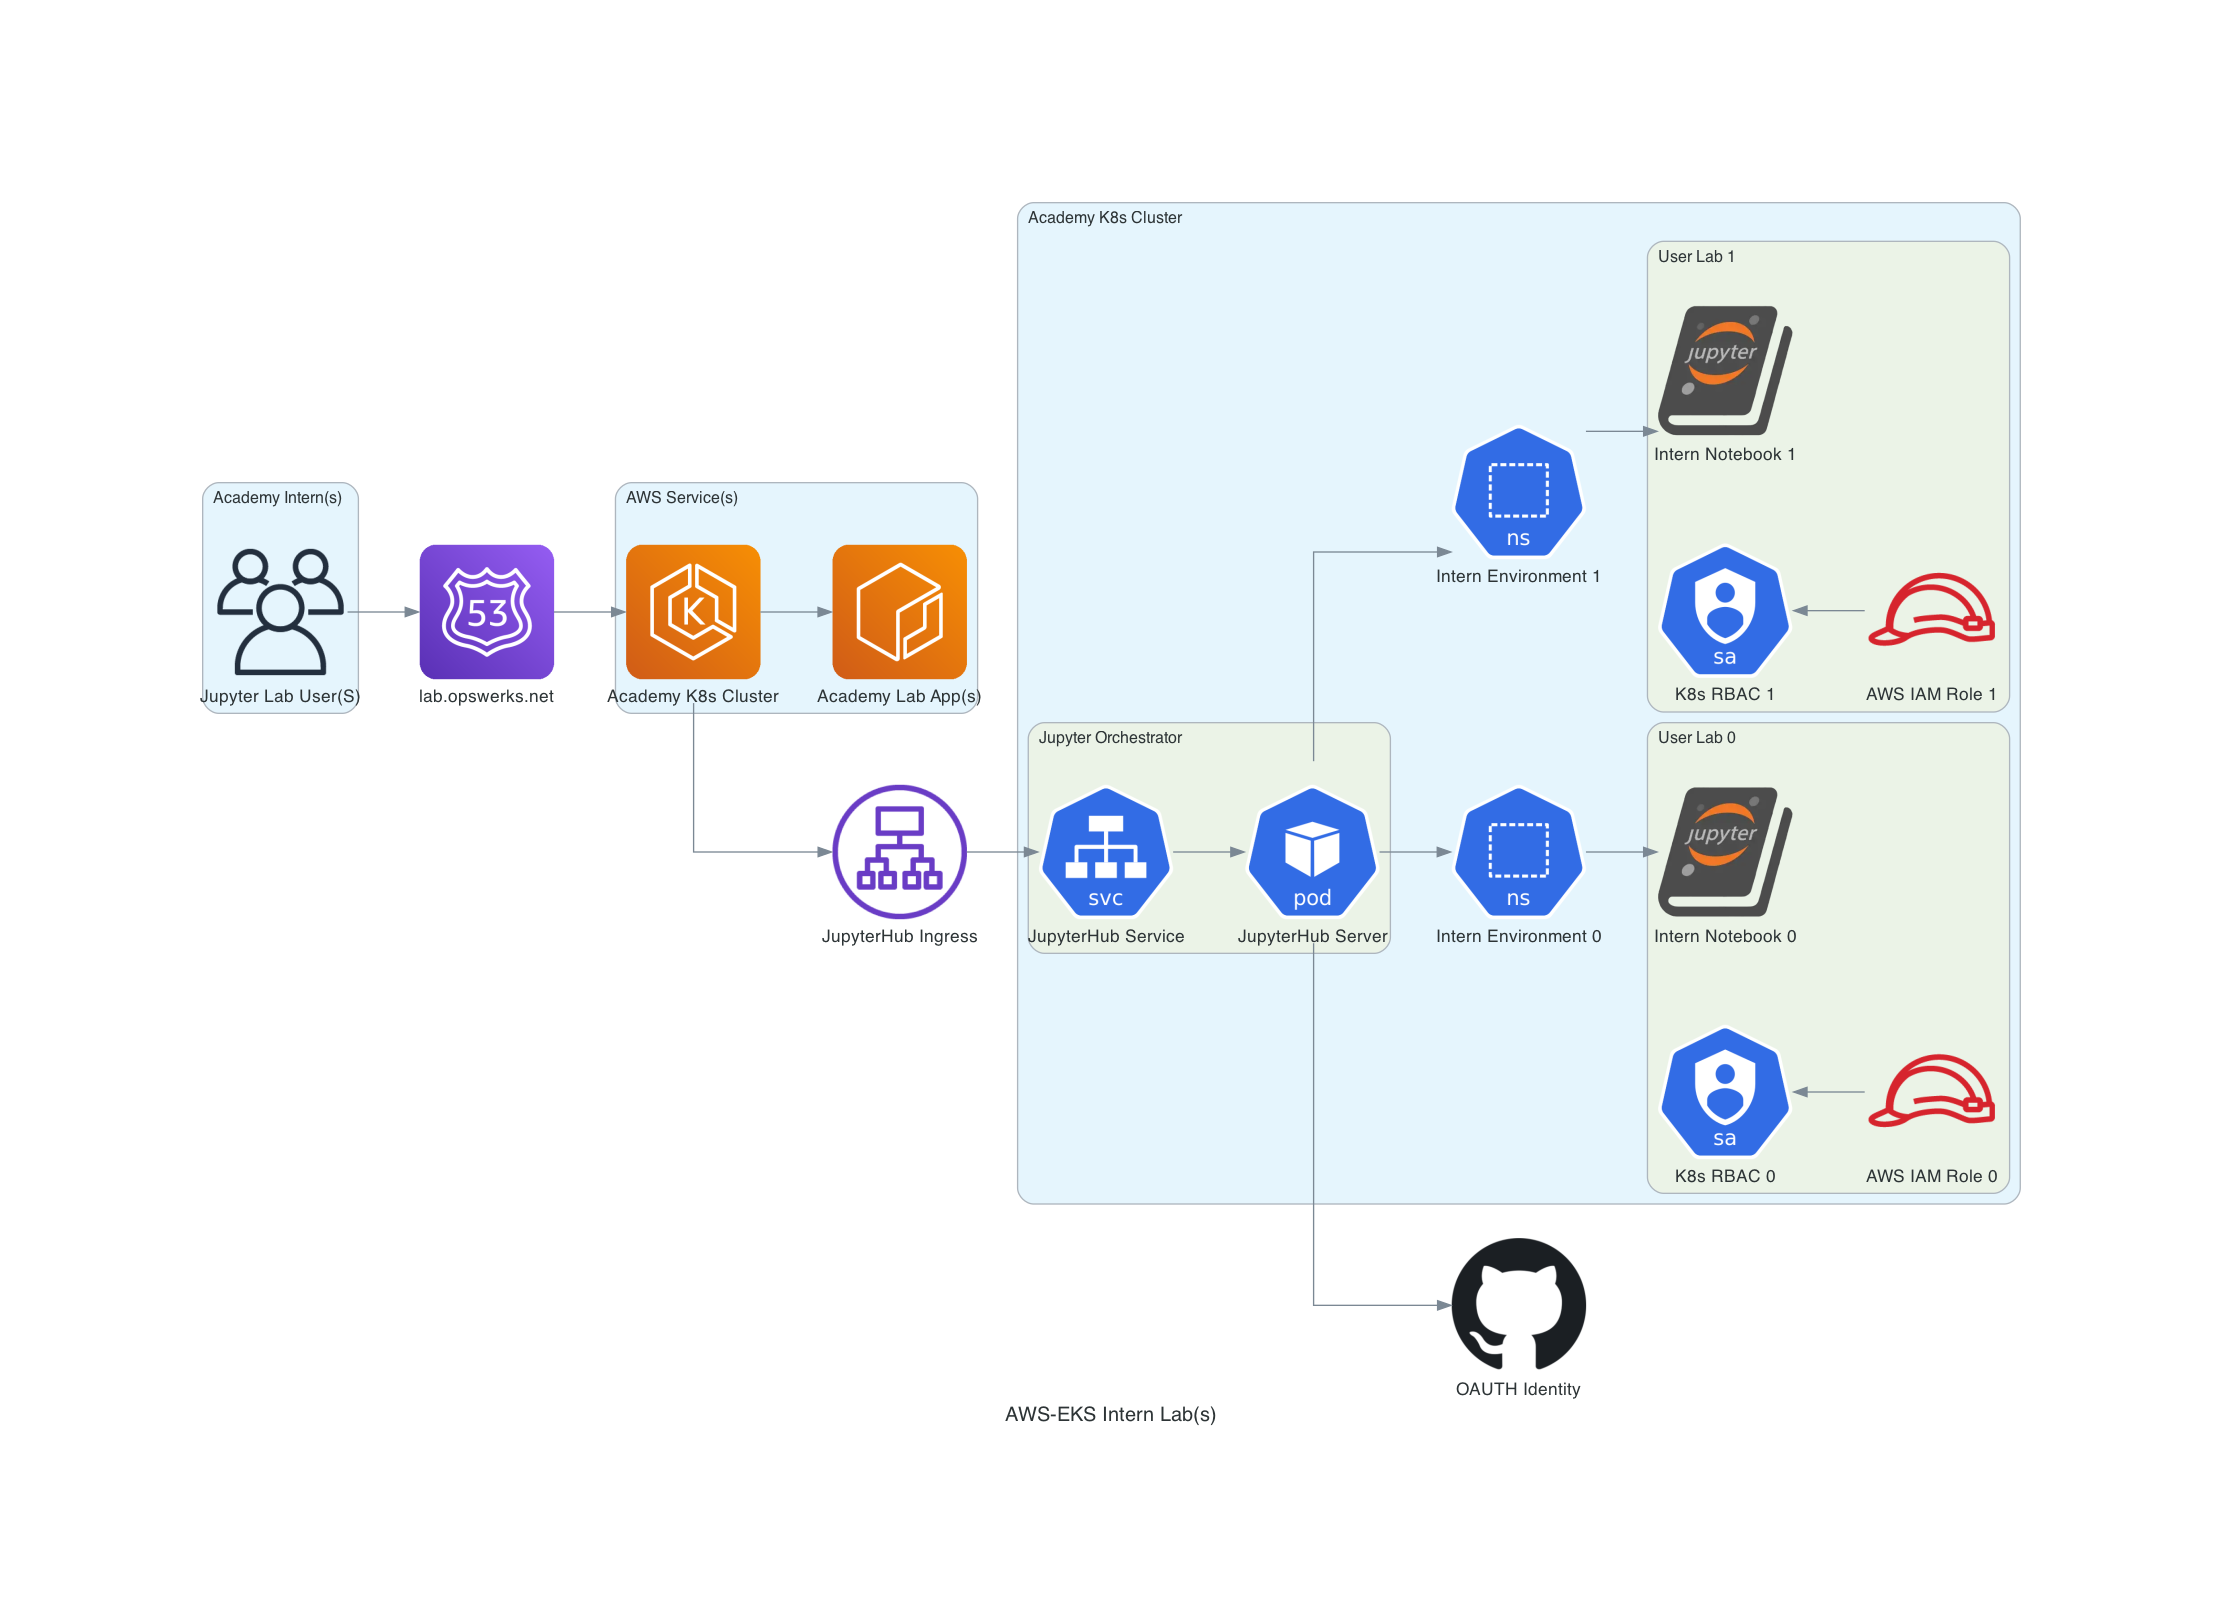 Academy K8s Cluster
User Lab 1
jupyter
Intern Notebook 1
Academy Intern(s)
AWS Service(s)
53
K
ns
Intern Environment 1
sa
Jupyter Lab User(S)
lab.opswerks.net
Academy K8s Cluster
Academy Lab App(s)
K8s RBAC 1
AWS IAM Role 1
Jupyter Orchestrator
User Lab 0
jupyter
svc
pod
ns
JupyterHub Ingress
JupyterHub Service
JupyterHub Server
Intern Environment 0
Intern Notebook 0
sa
K8s RBAC 0
AWS IAM Role 0
OAUTH Identity
AWS-EKS Intern Lab(s)